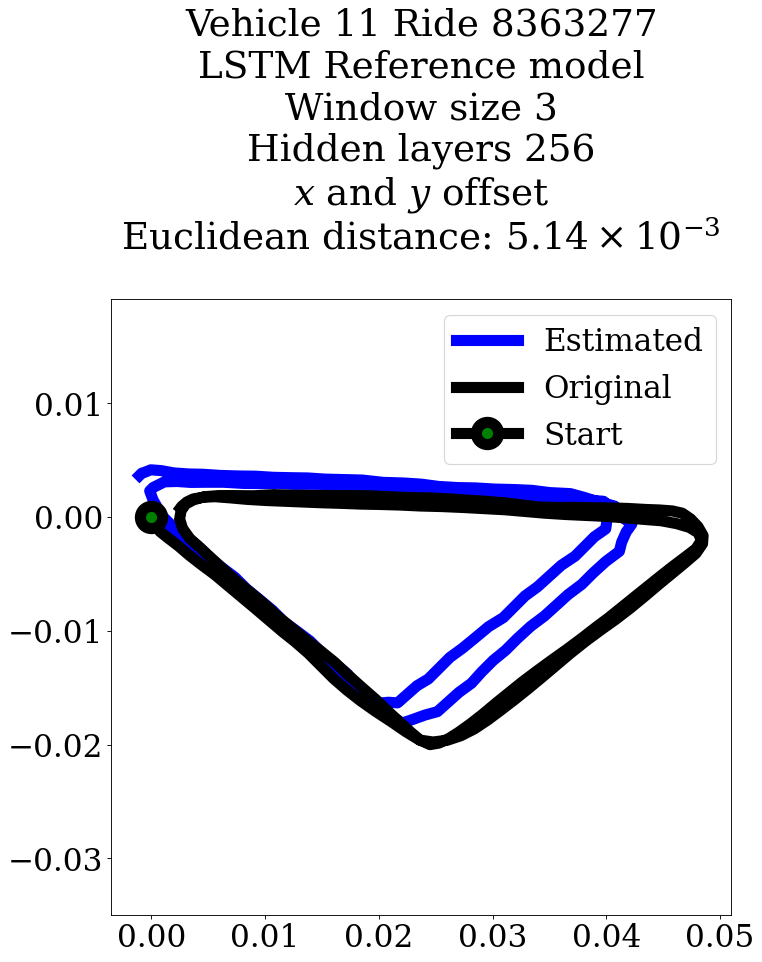 Vehicle 11 Ride 8363277
LSTM Reference model
Window size 3
Hidden layers 256
x and y offset
Euclidean distance: 5.14 × 10⁻³
Estimated
Original
Start
0.01
0.00
−0.01
−0.02
−0.03
0.00 0.01 0.02 0.03 0.04 0.05